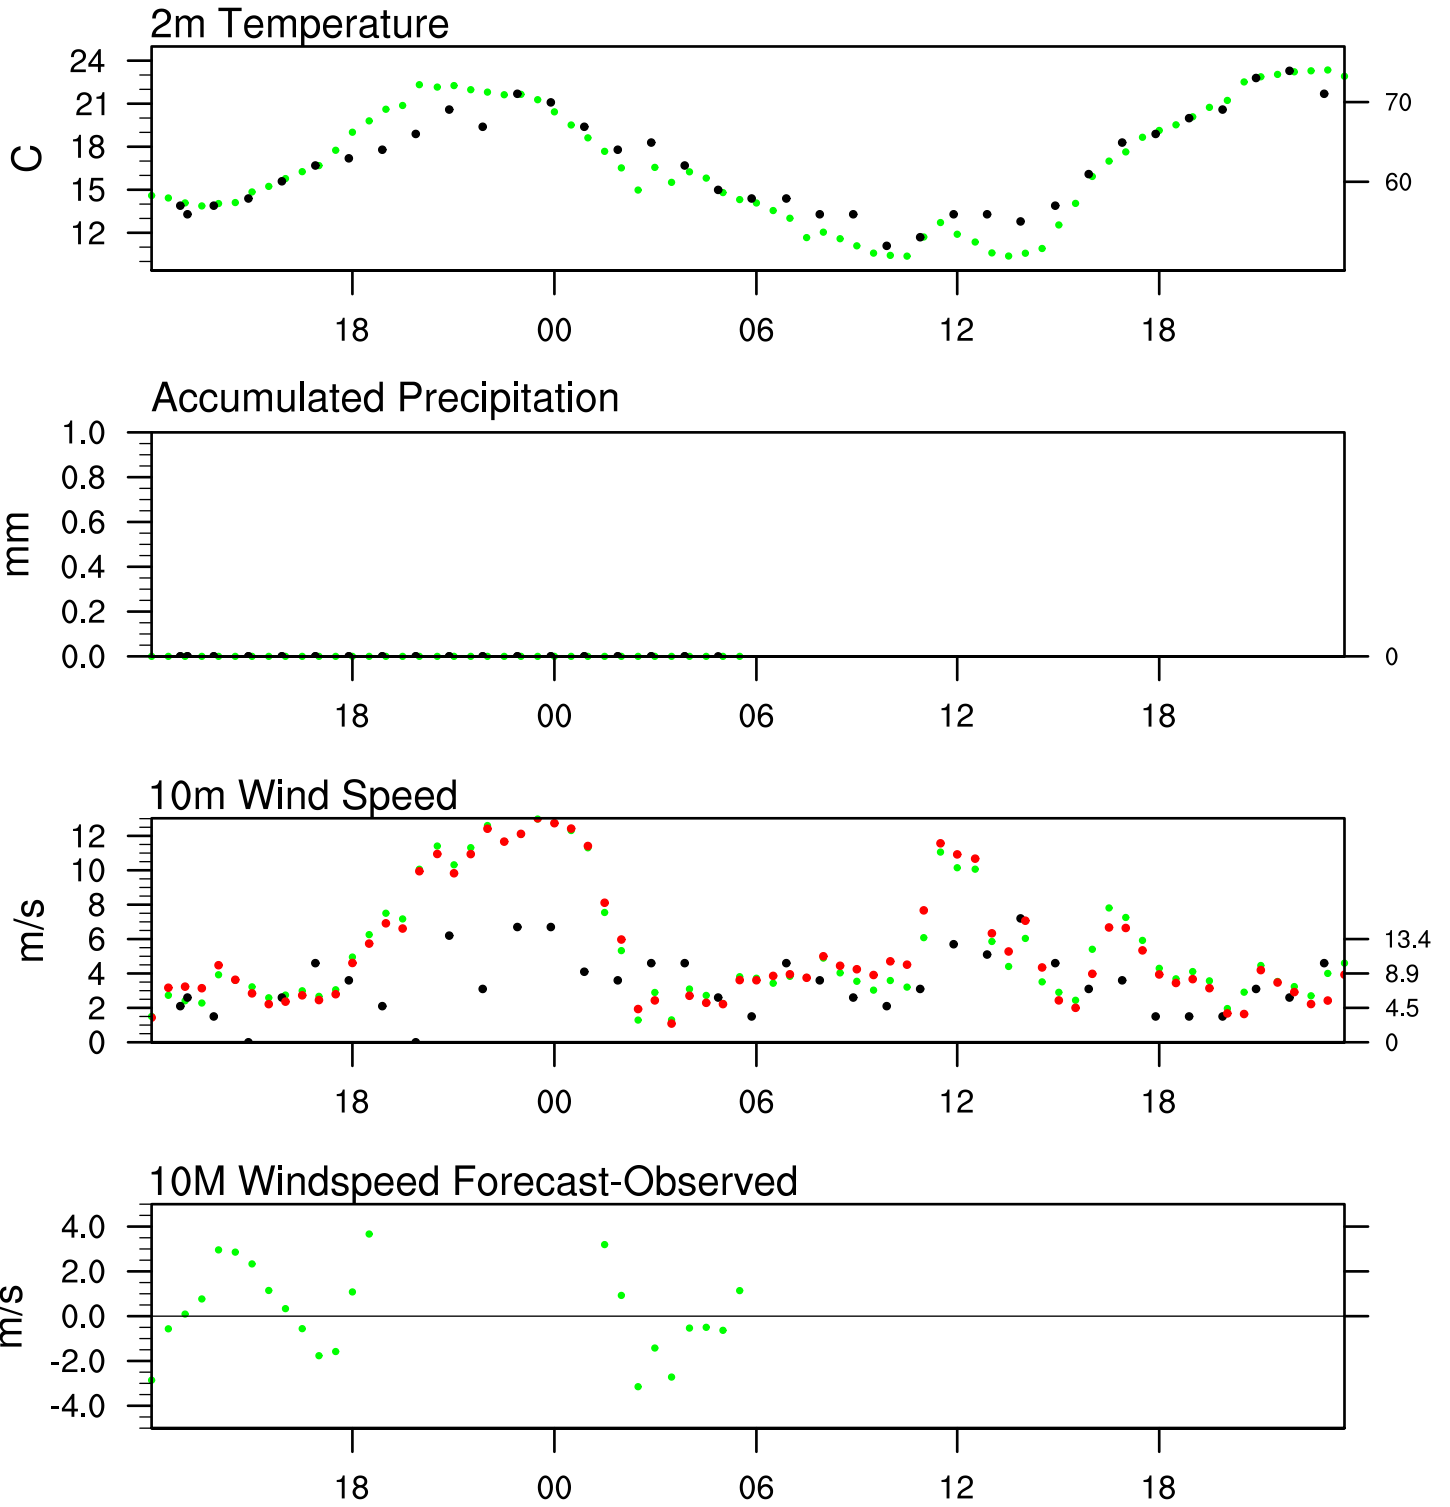 2m Temperature
24
21
18
15
12
C
70
60
18 00 06 12 18
Accumulated Precipitation
1.0
0.8
0.6
0.4
0.2
0.0
mm
0
18 00 06 12 18
10m Wind Speed
12
10
8
6
4
2
0
m/s
13.4
8.9
4.5
0
18 00 06 12 18
10M Windspeed Forecast-Observed
4.0
2.0
0.0
-2.0
-4.0
m/s
18 00 06 12 18